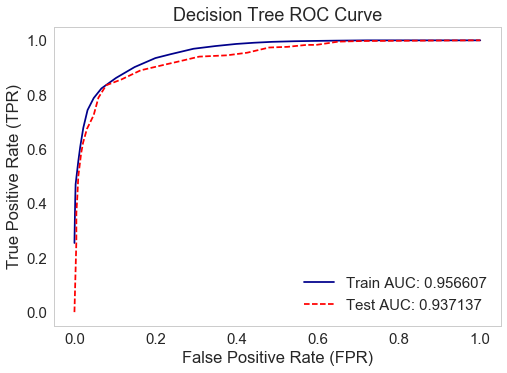 Decision Tree ROC Curve
1.0
0.8
0.6
0.4
0.2
0.0
True Positive Rate (TPR)
Train AUC: 0.956607
Test AUC: 0.937137
0.0 0.2 0.4 0.6 0.8 1.0
False Positive Rate (FPR)